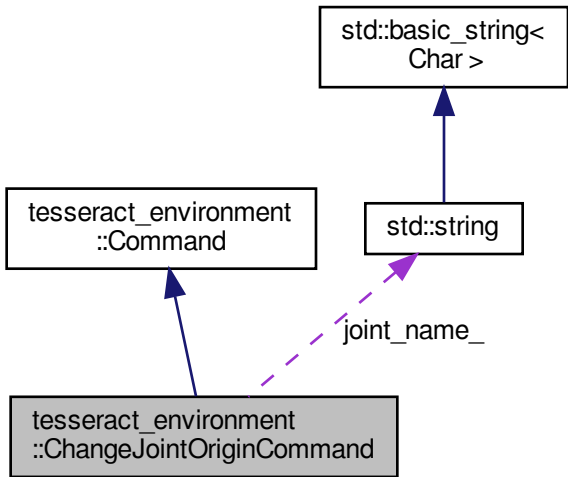 std::basic_string<
Char >
tesseract_environment
::Command
std::string
joint_name_
tesseract_environment
::ChangeJointOriginCommand